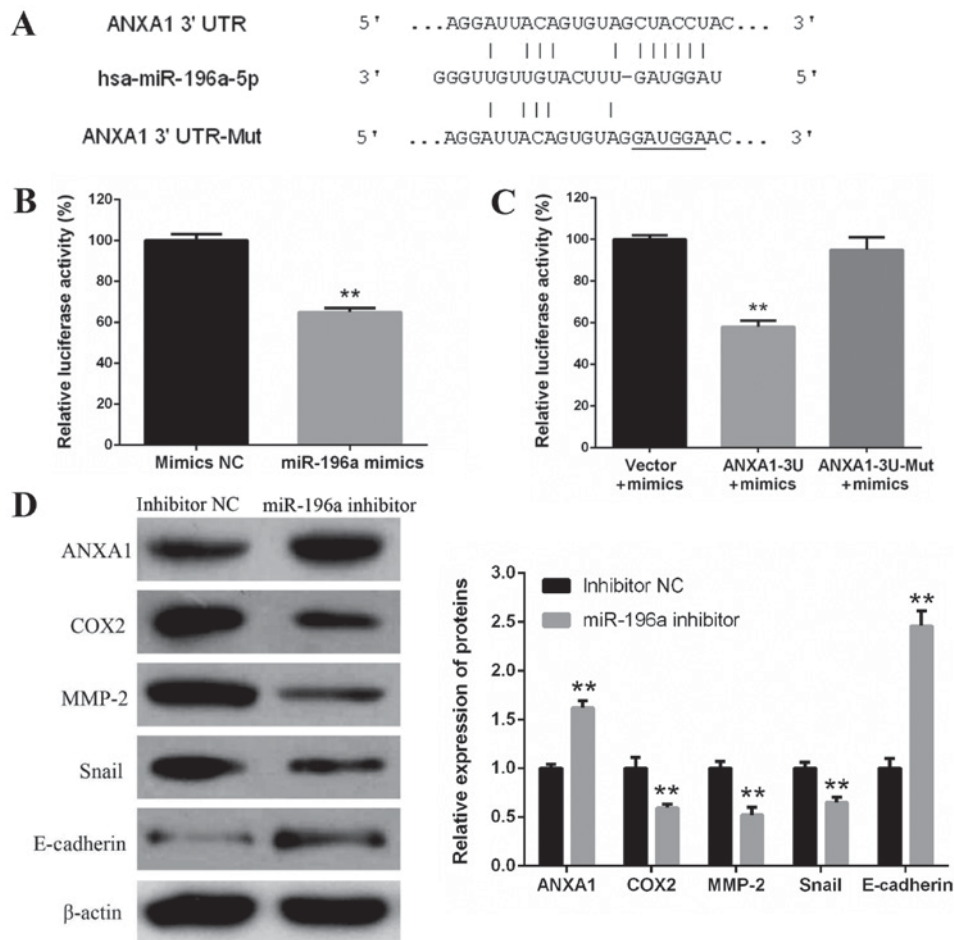 A
ANXA1 3' UTR 5' ...AGGAUUACAGUGUAGCUACCUAC... 3'
hsa-miR-196a-5p 3' GGGUUGUUGUACUUU-GAUGGAU 5'
ANXA1 3' UTR-Mut 5' ...AGGAUUACAGUGUAGGAUGGAAC... 3'
B
Relative luciferase activity (%)
120
100
80
60
40
20
0
**
Mimics NC miR-196a mimics
C
Relative luciferase activity (%)
120
100
80
60
40
20
0
**
Vector +mimics
ANXA1-3U +mimics
ANXA1-3U-Mut +mimics
D
Inhibitor NC miR-196a inhibitor
ANXA1
COX2
MMP-2
Snail
E-cadherin
β-actin
Relative expression of proteins
3.0
2.5
2.0
1.5
1.0
0.5
0.0
Inhibitor NC
miR-196a inhibitor
**
**
**
**
**
ANXA1 COX2 MMP-2 Snail E-cadherin